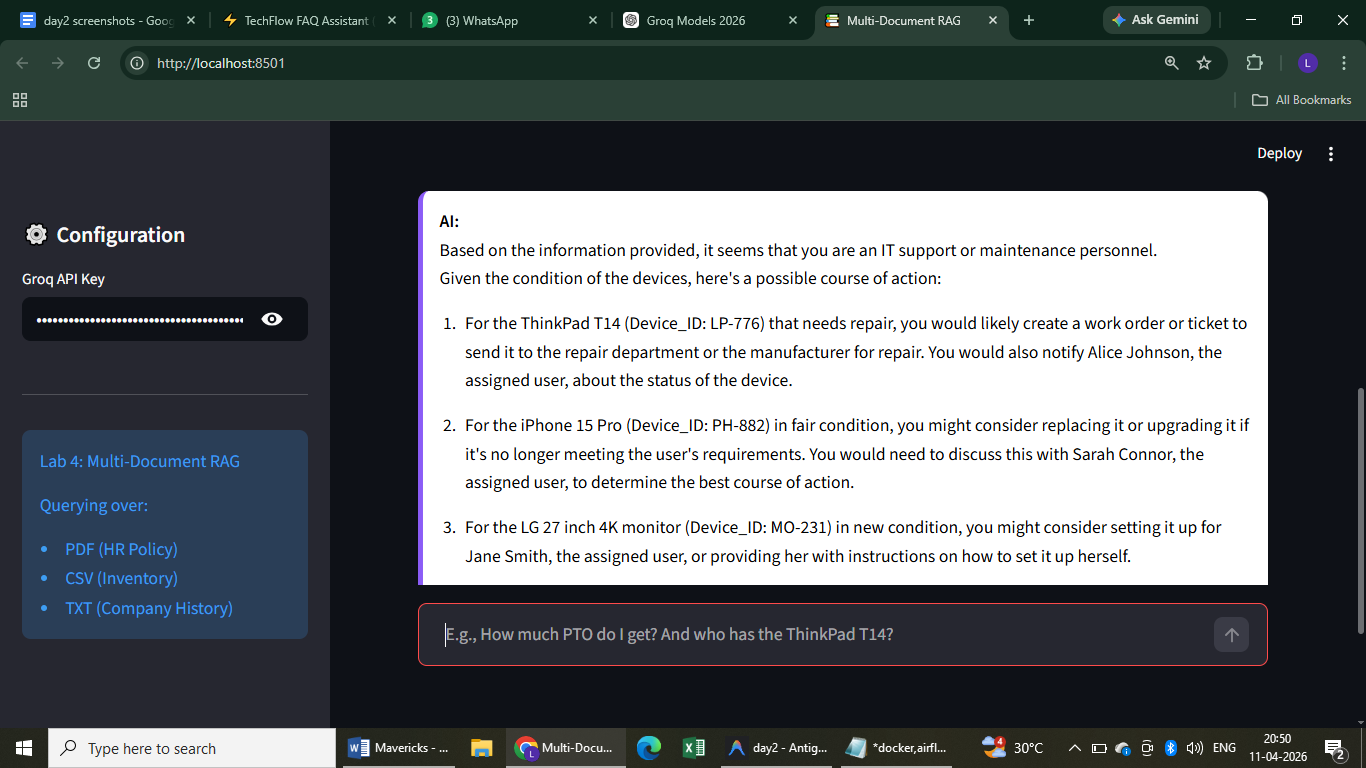 day2 screenshots - Goog
TechFlow FAQ Assistant (
3
(3) WhatsApp
Groq Models 2026
Multi-Document RAG
Ask Gemini
http://localhost:8501
L
All Bookmarks
Deploy
Configuration
Groq API Key
Lab 4: Multi-Document RAG
Querying over:
• PDF (HR Policy)
• CSV (Inventory)
• TXT (Company History)
AI:
Based on the information provided, it seems that you are an IT support or maintenance personnel.
Given the condition of the devices, here's a possible course of action:
1. For the ThinkPad T14 (Device_ID: LP-776) that needs repair, you would likely create a work order or ticket to
send it to the repair department or the manufacturer for repair. You would also notify Alice Johnson, the
assigned user, about the status of the device.
2. For the iPhone 15 Pro (Device_ID: PH-882) in fair condition, you might consider replacing it or upgrading it if
it's no longer meeting the user's requirements. You would need to discuss this with Sarah Connor, the
assigned user, to determine the best course of action.
3. For the LG 27 inch 4K monitor (Device_ID: MO-231) in new condition, you might consider setting it up for
Jane Smith, the assigned user, or providing her with instructions on how to set it up herself.
E.g., How much PTO do I get? And who has the ThinkPad T14?
Type here to search
Mavericks - ...
Multi-Docu...
day2 - Antig...
*docker,airfl...
4
30°C
ENG
20:50
11-04-2026
2